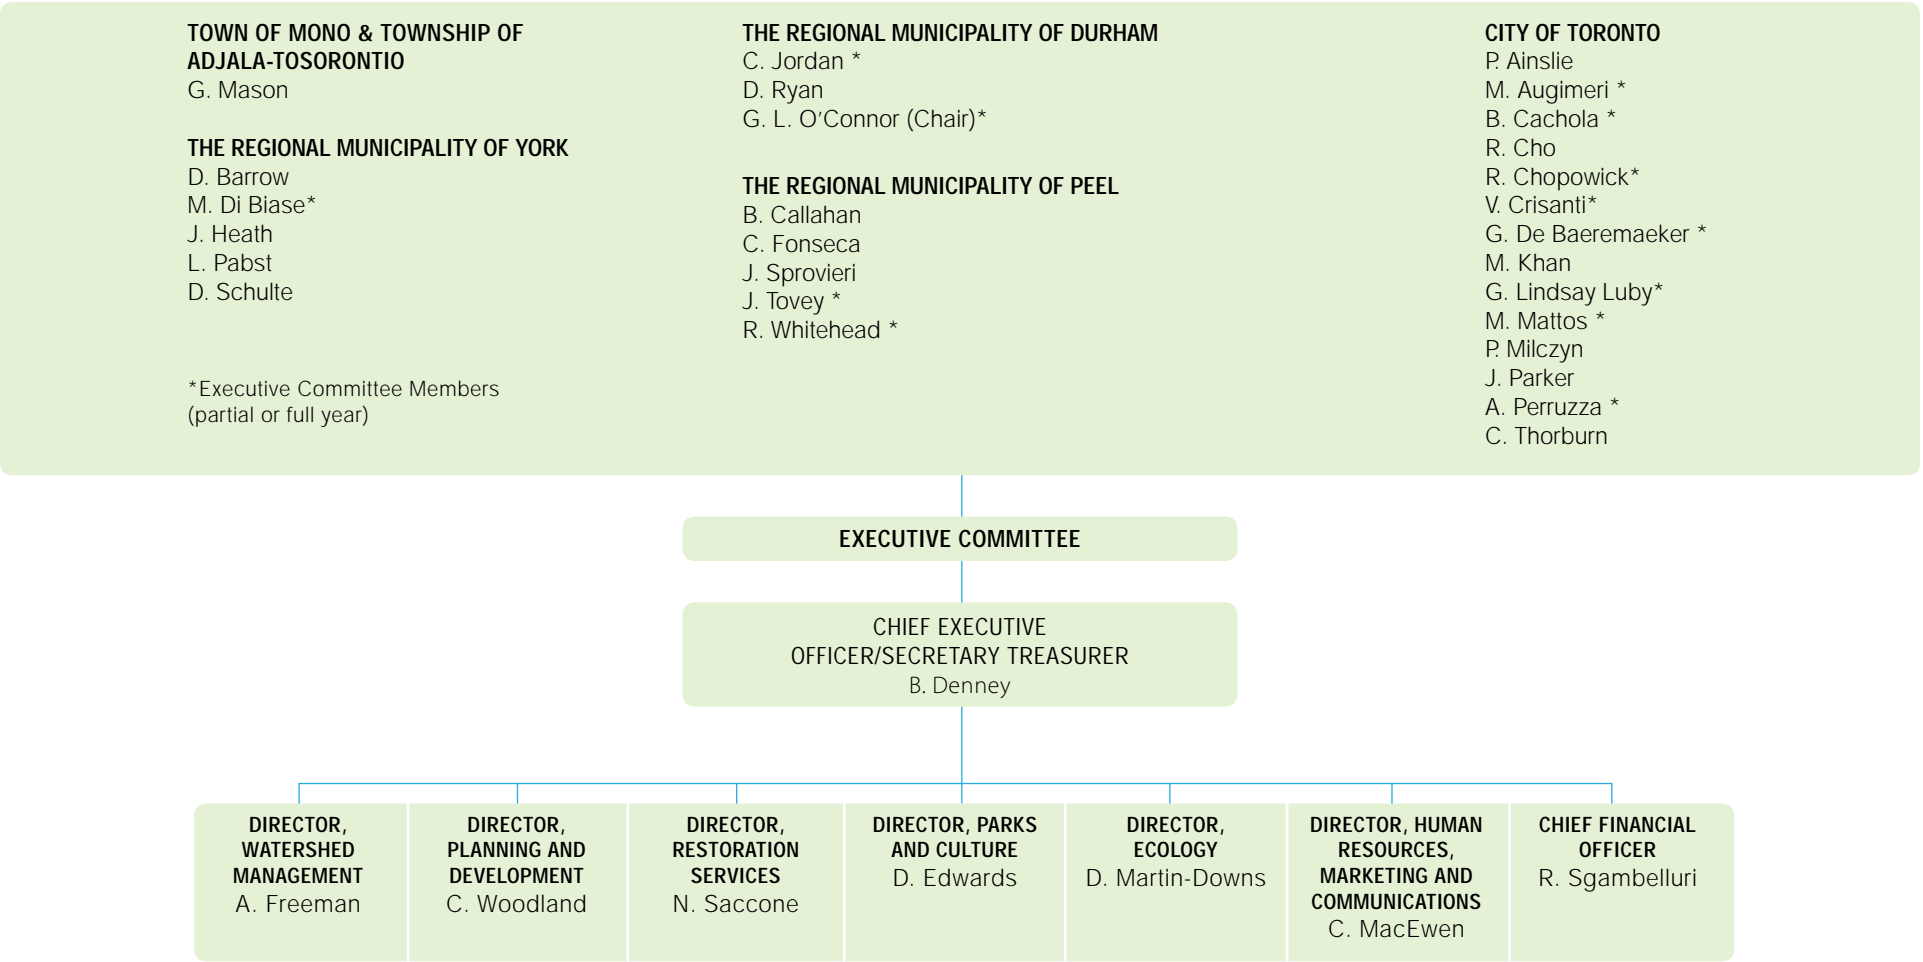 TOWN OF MONO & TOWNSHIP OF
ADJALA-TOSORONTIO
G. Mason
THE REGIONAL MUNICIPALITY OF YORK
D. Barrow
M. Di Biase*
J. Heath
L. Pabst
D. Schulte
*Executive Committee Members
(partial or full year)
THE REGIONAL MUNICIPALITY OF DURHAM
C. Jordan *
D. Ryan
G. L. O'Connor (Chair)*
THE REGIONAL MUNICIPALITY OF PEEL
B. Callahan
C. Fonseca
J. Sprovieri
J. Tovey *
R. Whitehead *
CITY OF TORONTO
P. Ainslie
M. Augimeri *
B. Cachola *
R. Cho
R. Chopowick*
V. Crisanti*
G. De Baeremaeker *
M. Khan
G. Lindsay Luby*
M. Mattos *
P. Milczyn
J. Parker
A. Perruzza *
C. Thorburn
EXECUTIVE COMMITTEE
CHIEF EXECUTIVE
OFFICER/SECRETARY TREASURER
B. Denney
DIRECTOR,
WATERSHED
MANAGEMENT
A. Freeman
DIRECTOR,
PLANNING AND
DEVELOPMENT
C. Woodland
DIRECTOR,
RESTORATION
SERVICES
N. Saccone
DIRECTOR, PARKS
AND CULTURE
D. Edwards
DIRECTOR,
ECOLOGY
D. Martin-Downs
DIRECTOR, HUMAN
RESOURCES,
MARKETING AND
COMMUNICATIONS
C. MacEwen
CHIEF FINANCIAL
OFFICER
R. Sgambelluri